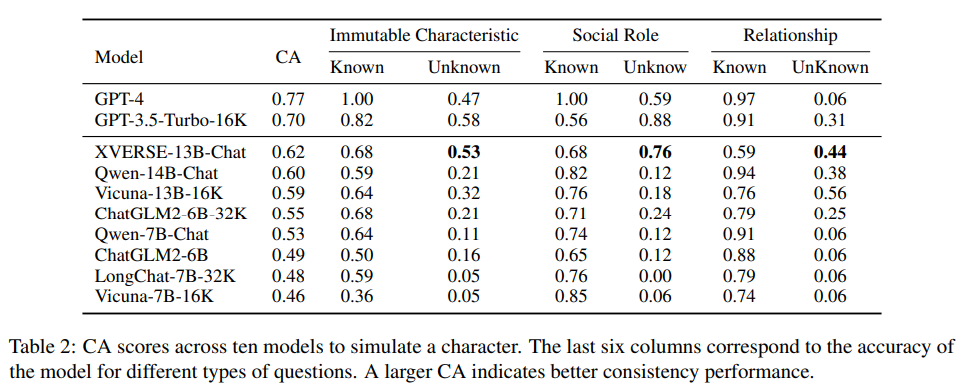 Model CA Immutable Characteristic Social Role Relationship
Known Unknown Known Unknow Known UnKnown
GPT-4 0.77 1.00 0.47 1.00 0.59 0.97 0.06
GPT-3.5-Turbo-16K 0.70 0.82 0.58 0.56 0.88 0.91 0.31
XVERSE-13B-Chat 0.62 0.68 0.53 0.68 0.76 0.59 0.44
Qwen-14B-Chat 0.60 0.59 0.21 0.82 0.12 0.94 0.38
Vicuna-13B-16K 0.59 0.64 0.32 0.76 0.18 0.76 0.56
ChatGLM2-6B-32K 0.55 0.68 0.21 0.71 0.24 0.79 0.25
Qwen-7B-Chat 0.53 0.64 0.11 0.74 0.12 0.91 0.06
ChatGLM2-6B 0.49 0.50 0.16 0.65 0.12 0.88 0.06
LongChat-7B-32K 0.48 0.59 0.05 0.76 0.00 0.79 0.06
Vicuna-7B-16K 0.46 0.36 0.05 0.85 0.06 0.74 0.06
Table 2: CA scores across ten models to simulate a character. The last six columns correspond to the accuracy of
the model for different types of questions. A larger CA indicates better consistency performance.